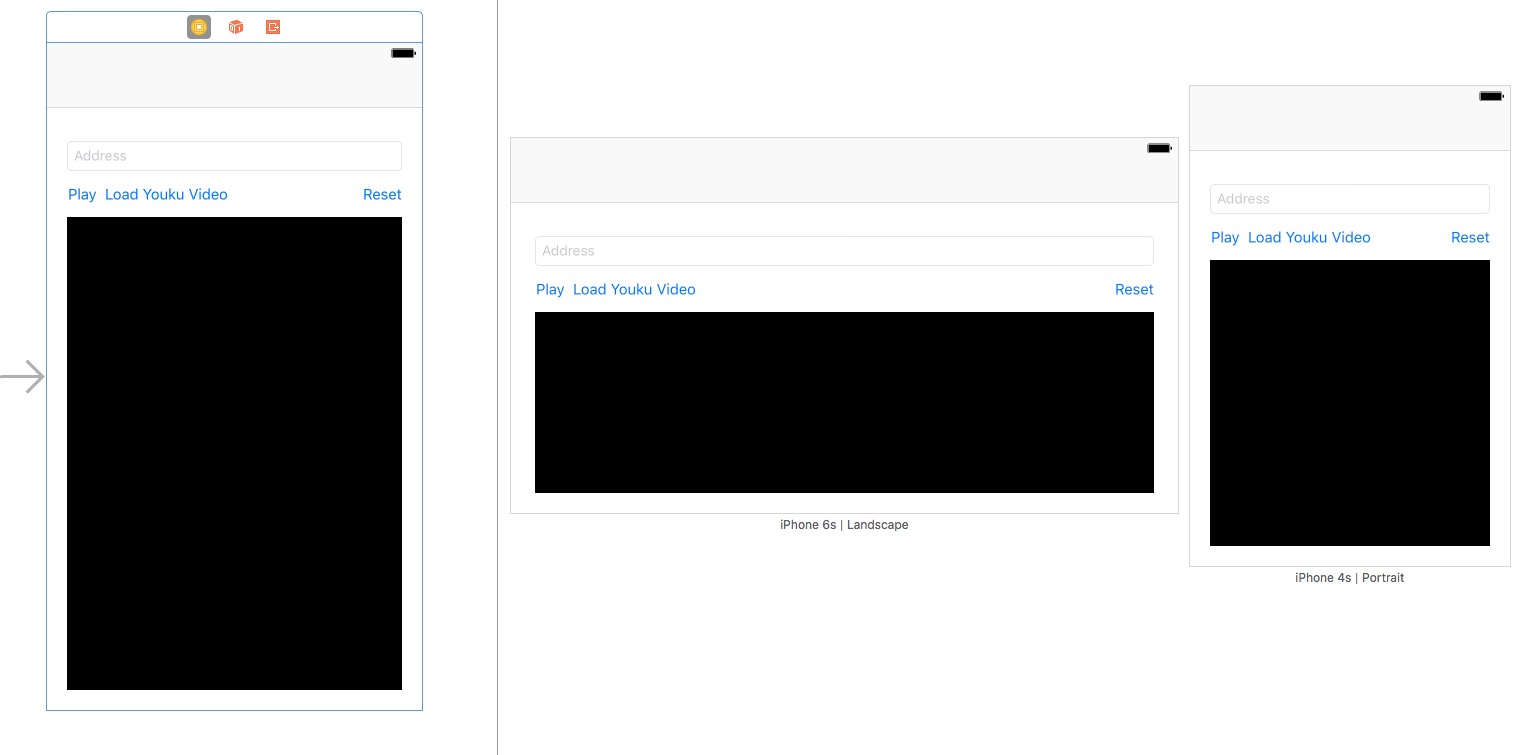 Address
Play Load Youku Video Reset
Address
Play Load Youku Video Reset
iPhone 6s | Landscape
Address
Play Load Youku Video Reset
iPhone 4s | Portrait